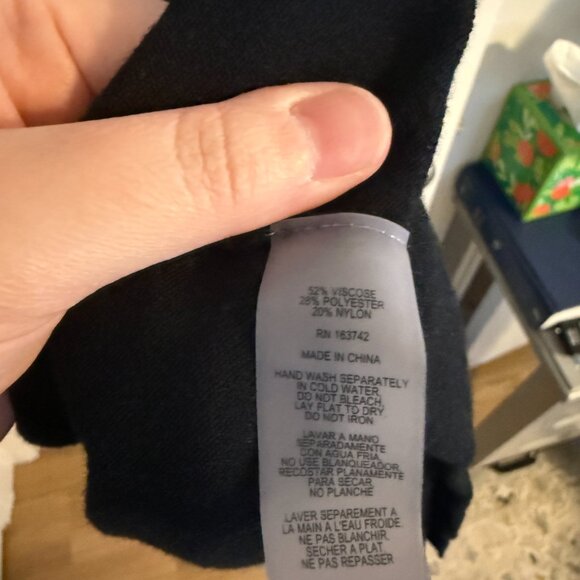 52% VISCOSE
28% POLYESTER
20% NYLON
RN 163742
MADE IN CHINA
HAND WASH SEPARATELY
IN COLD WATER.
DO NOT BLEACH.
LAY FLAT TO DRY
DO NOT IRON
LAVAR A MANO
SEPARADAMENTE
CON AGUA FRIA.
NO USE BLANQUEADOR.
RECOSTAR PLANAMENTE
PARA SECAR.
NO PLANCHE
LAVER SEPAREMENT A
LA MAIN A L'EAU FROIDE.
NE PAS BLANCHIR.
SECHER A PLAT
NE PAS REPASSER